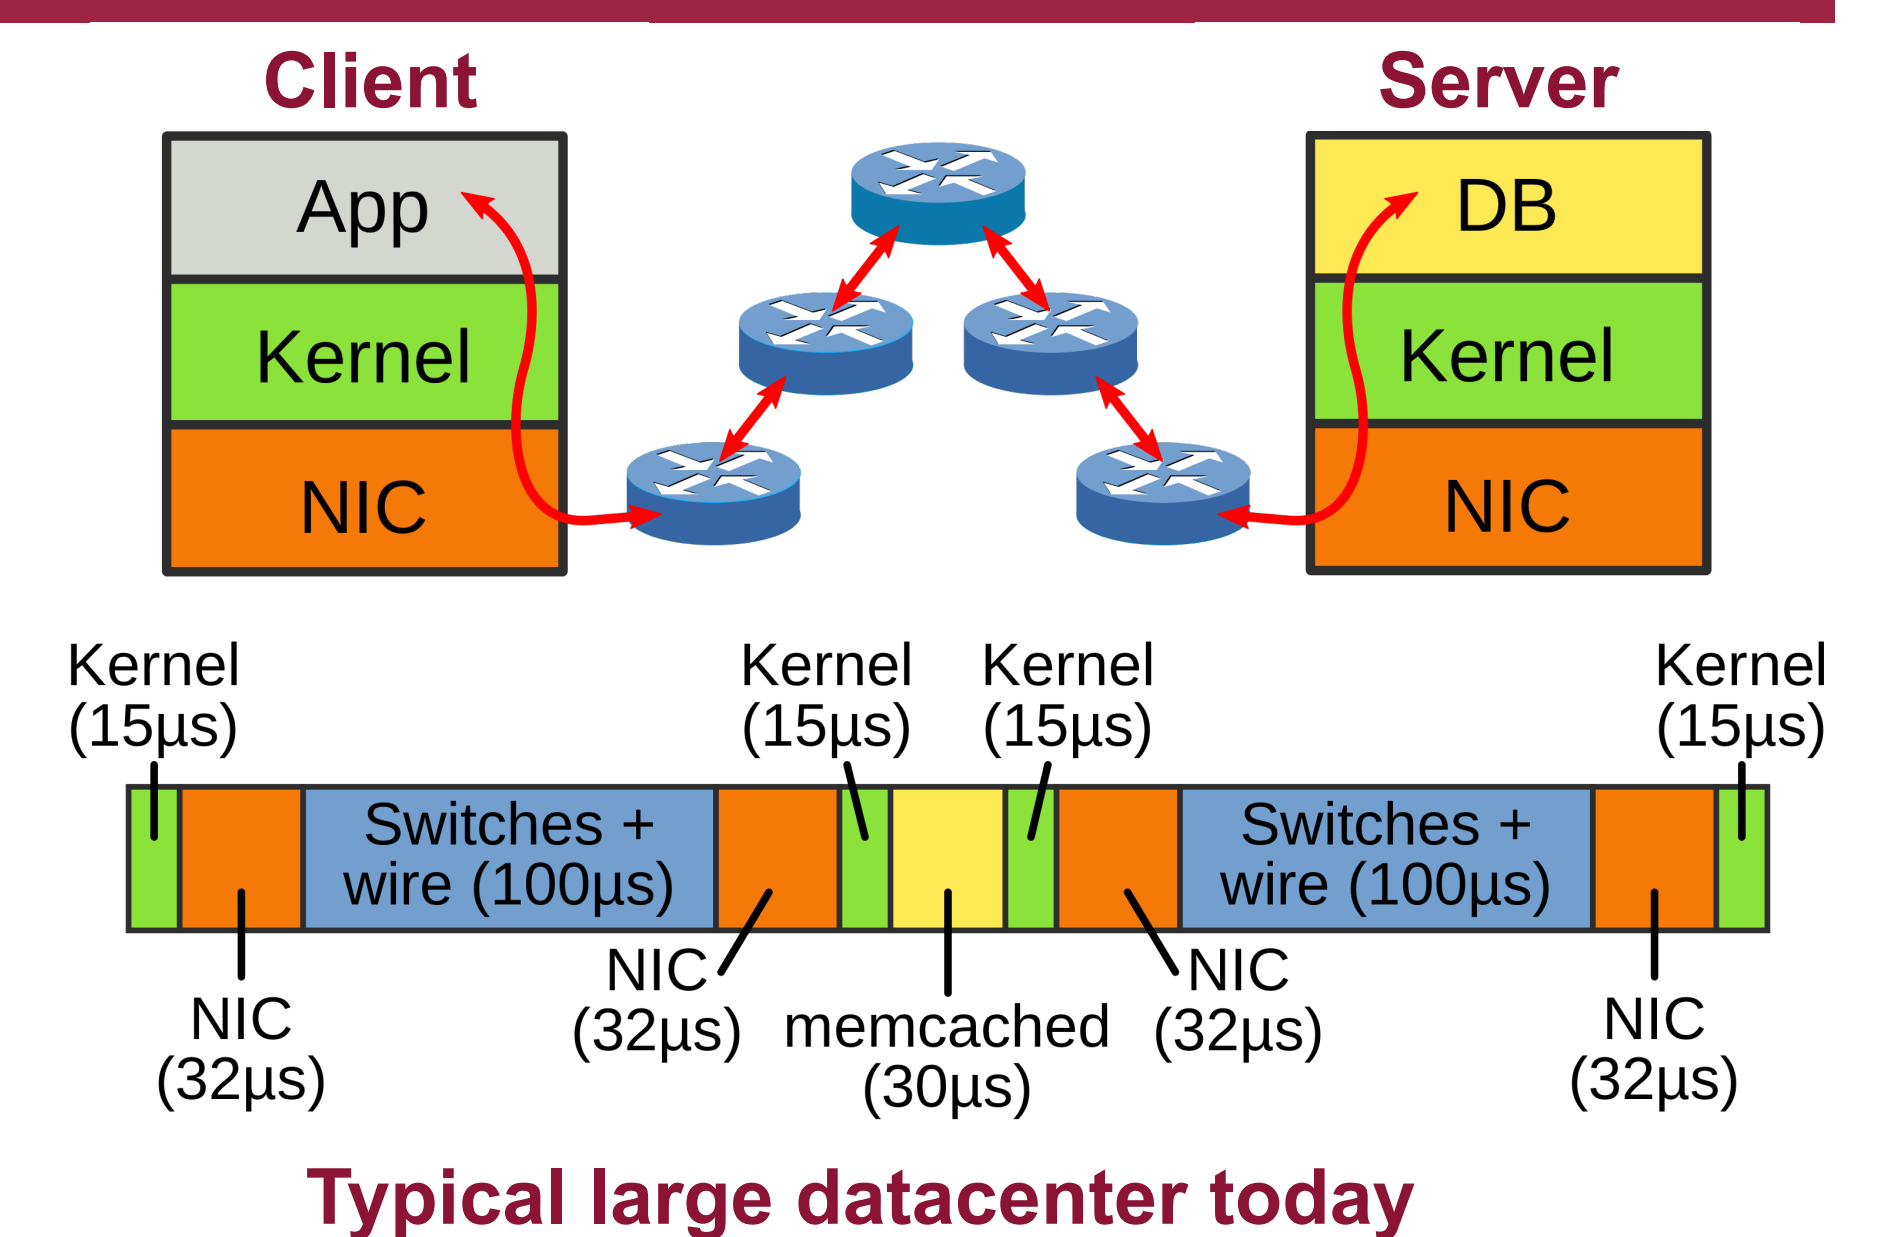 Client
Server
App
Kernel
NIC
DB
Kernel
NIC
Kernel
(15µs)
Kernel
(15µs)
Kernel
(15µs)
Kernel
(15µs)
Switches +
wire (100µs)
Switches +
wire (100µs)
NIC
(32µs)
NIC
(32µs)
memcached
(30µs)
NIC
(32µs)
NIC
(32µs)
Typical large datacenter today